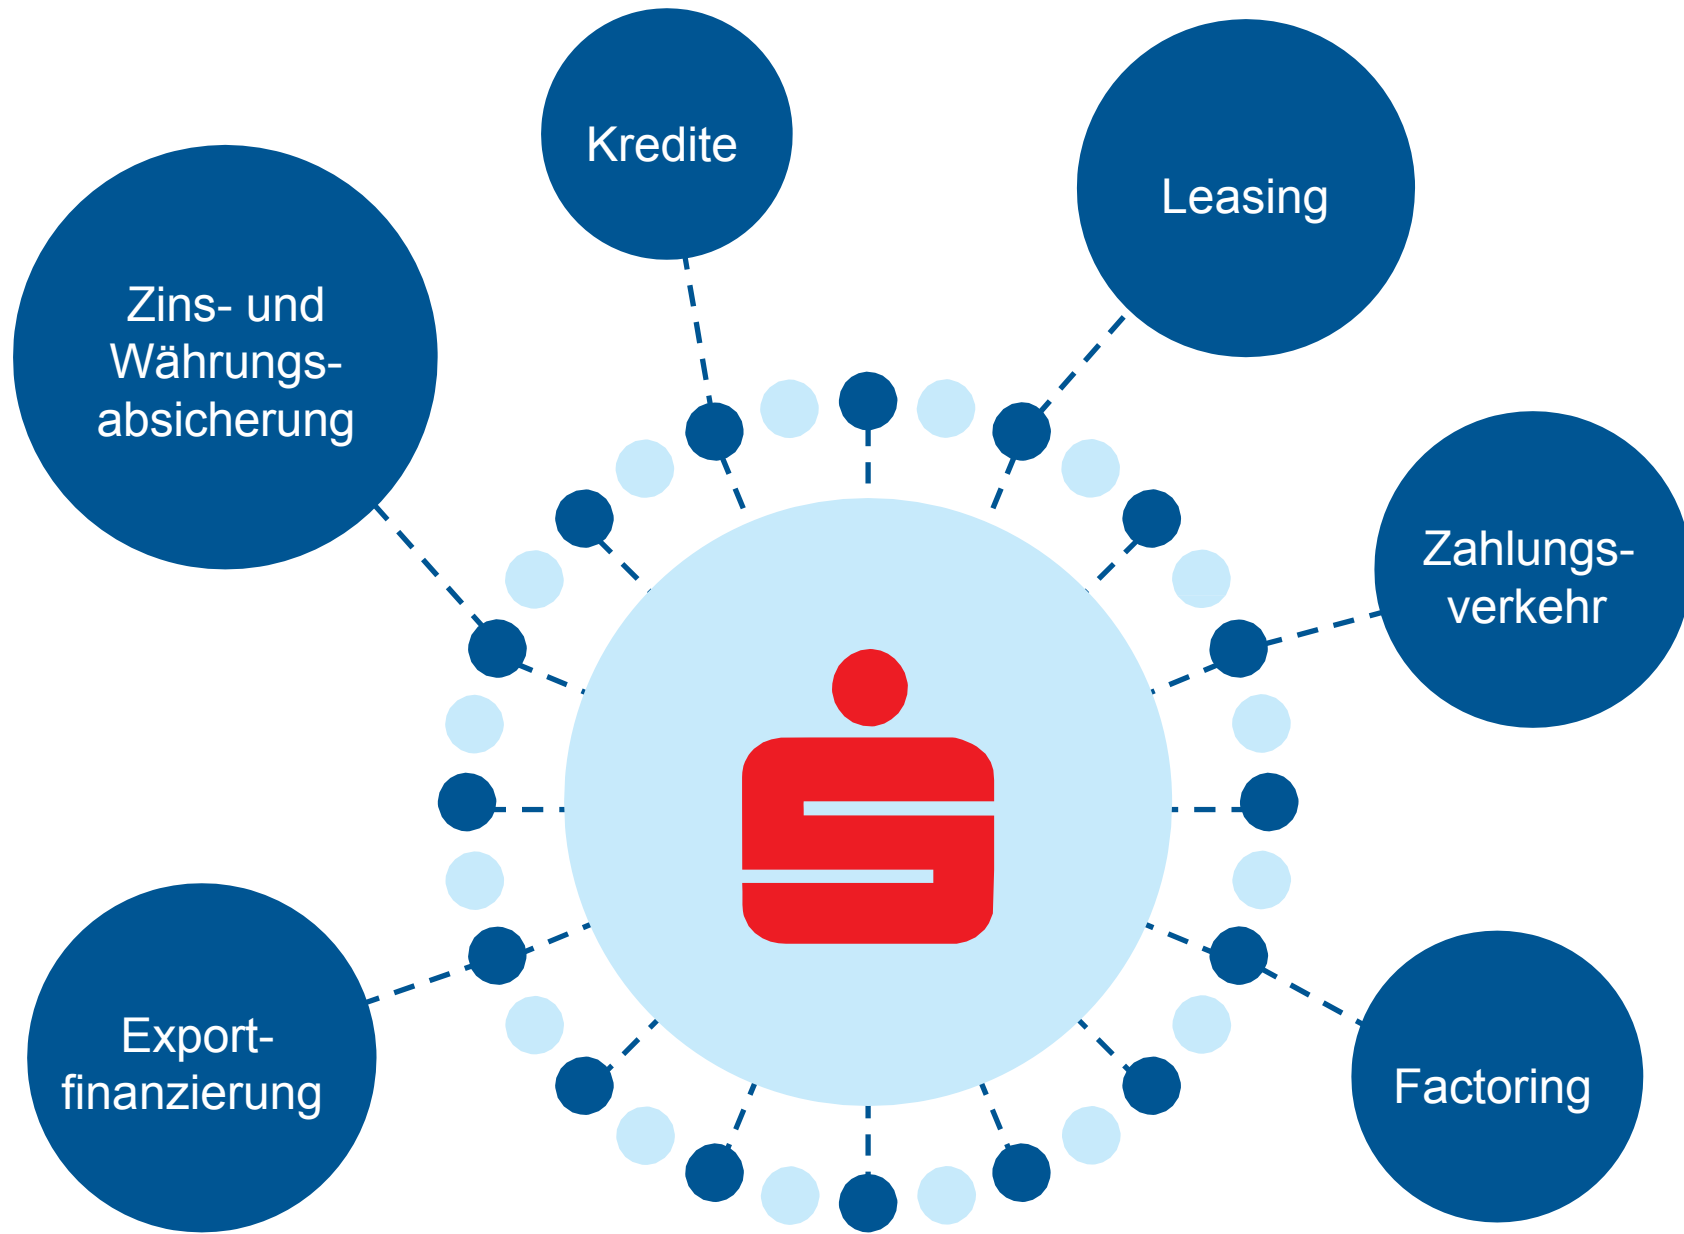 Kredite
Leasing
Zins- und
Währungs-
absicherung
Zahlungs-
verkehr
Export-
finanzierung
Factoring